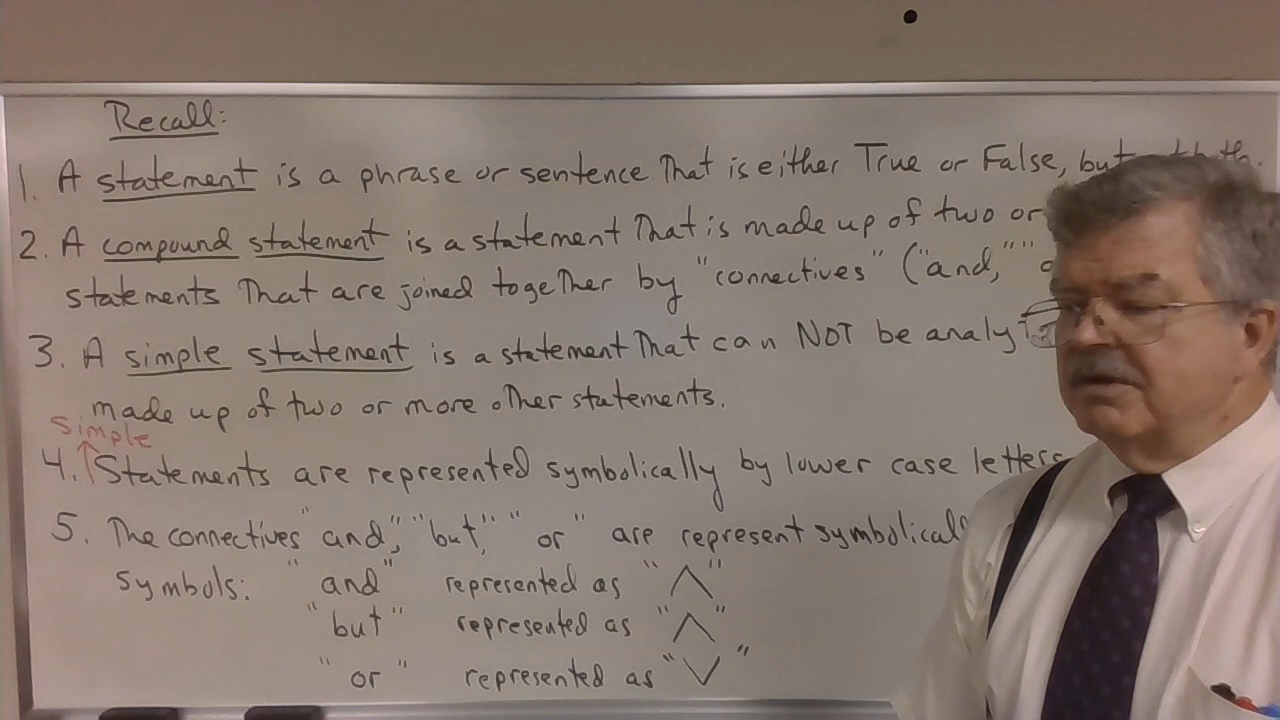 Recall:
1. A statement is a phrase or sentence That is either True or False, but
2. A compound statement is a statement That is made up of two or
statements That are joined together by "connectives" ("and," "
3. A simple statement is a statement That can NOT be
made up of two or more other statements.
simple
4. Statements are represented symbolically by lower case letters
5. The connectives "and," "but," "or" are represent
symbols: "and" represented as "∧"
"but" represented as "∧"
"or" represented as "∨"